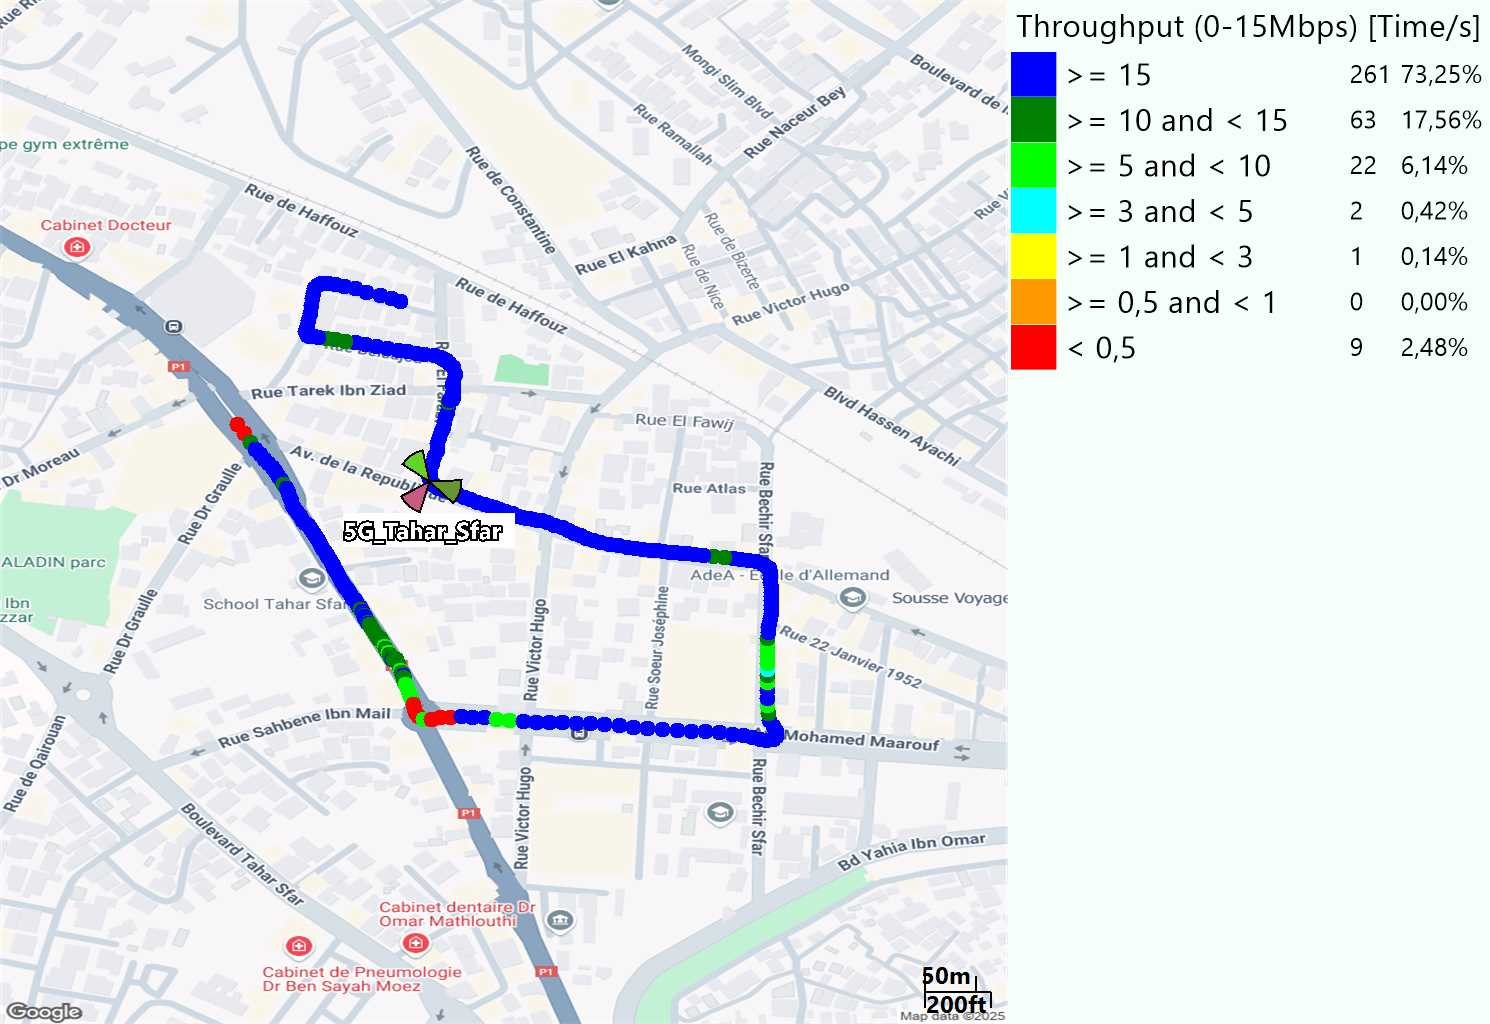 Throughput (0-15Mbps) [Time/s]
>= 15 261 73,25%
>= 10 and < 15 63 17,56%
>= 5 and < 10 22 6,14%
>= 3 and < 5 2 0,42%
>= 1 and < 3 1 0,14%
>= 0,5 and < 1 0 0,00%
< 0,5 9 2,48%
Mongi Slim Blvd
Boulevard de
Rue Ramallah
Rue Naceur Bey
pe gym extrême
Rue de Constantine
Rue de Haffouz
Cabinet Docteur
Rue El Kahna
Rue de Bizerte
Rue de Nice
Rue de Haffouz
Rue Victor Hugo
P1
Rue Tarek Ibn Ziad
Blvd Hassen Ayachi
Rue El Fawij
Dr Moreau
Av. de la Republique
Rue Dr Graulle
Rue Atlas
Rue Bechir Sfar
5G_Tahar_Sfar
ALADIN parc
AdeA - École d'Allemand
School Tahar Sfar
Sousse Voyage
Ibn
zzar
Rue Dr Graulle
Rue Victor Hugo
Rue Soeur Joséphine
Rue 22 Janvier 1952
Rue Sahbene Ibn Mail
Mohamed Maarouf
Rue de Qairouan
Boulevard Tahar Sfar
P1
Rue Victor Hugo
Rue Bechir Sfar
Bd Yahia Ibn Omar
Cabinet dentaire Dr
Omar Mathlouthi
Cabinet de Pneumologie
Dr Ben Sayah Moez
P1
50m
200ft
Google
Map data ©2025